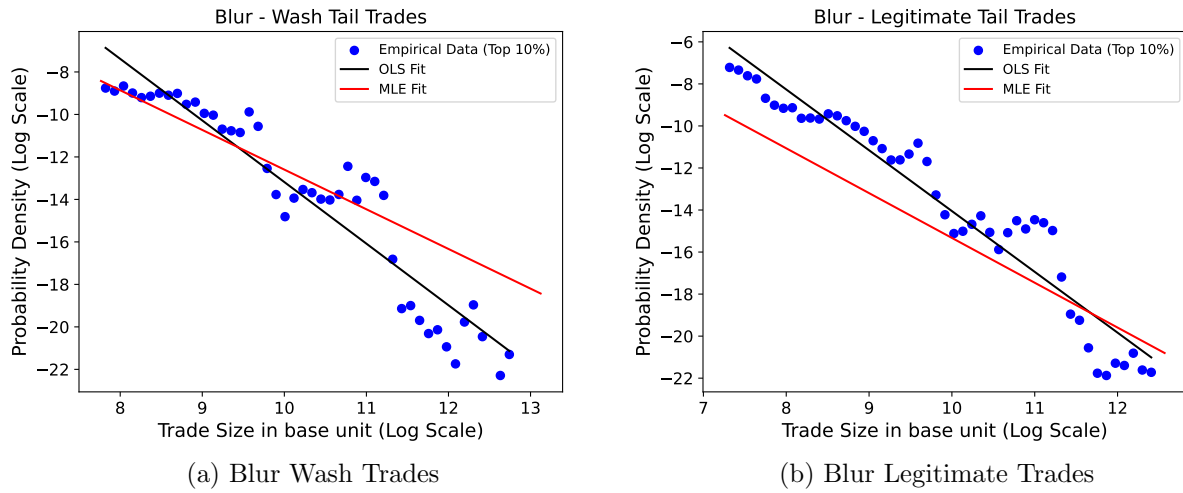 Blur - Wash Tail Trades
Empirical Data (Top 10%)
OLS Fit
MLE Fit
Probability Density (Log Scale)
−8
−10
−12
−14
−16
−18
−20
−22
8 9 10 11 12 13
Trade Size in base unit (Log Scale)
(a) Blur Wash Trades
Blur - Legitimate Tail Trades
Empirical Data (Top 10%)
OLS Fit
MLE Fit
Probability Density (Log Scale)
−6
−8
−10
−12
−14
−16
−18
−20
−22
7 8 9 10 11 12
Trade Size in base unit (Log Scale)
(b) Blur Legitimate Trades